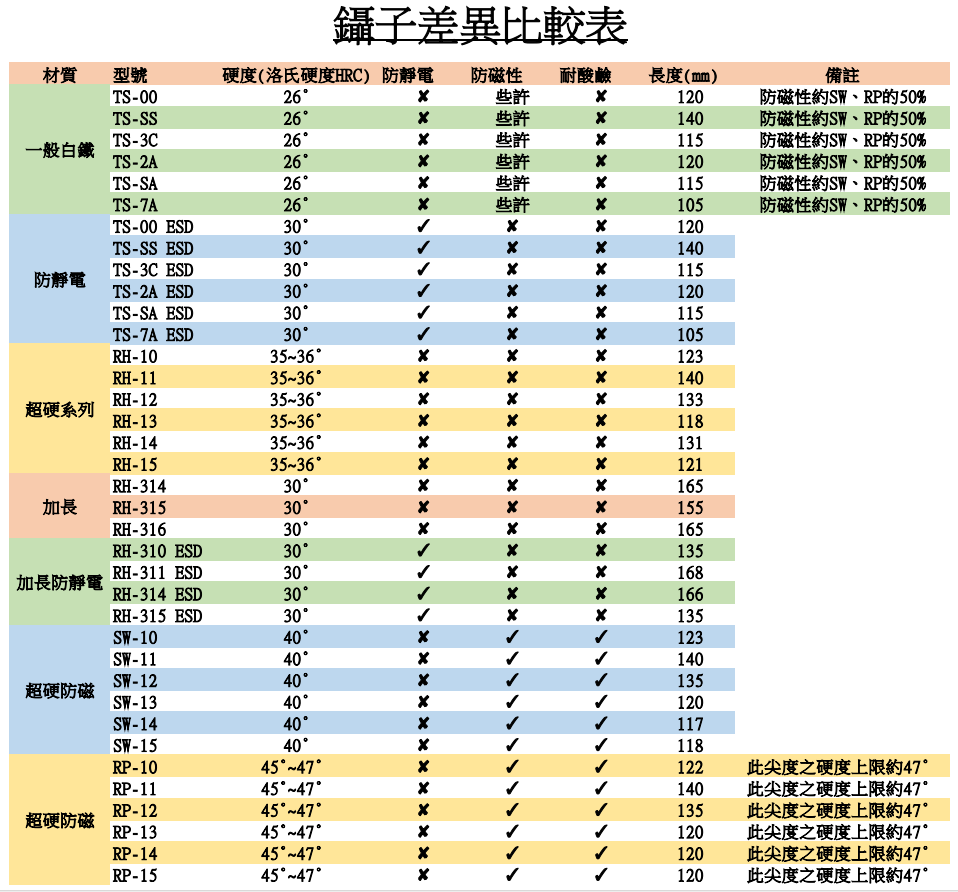 鑷子差異比較表
材質 型號 硬度(洛氏硬度HRC) 防靜電 防磁性 耐酸鹼 長度(mm) 備註
一般白鐵
TS-00 26° ✘ 些許 ✘ 120 防磁性約SW、RP的50%
TS-SS 26° ✘ 些許 ✘ 140 防磁性約SW、RP的50%
TS-3C 26° ✘ 些許 ✘ 115 防磁性約SW、RP的50%
TS-2A 26° ✘ 些許 ✘ 120 防磁性約SW、RP的50%
TS-SA 26° ✘ 些許 ✘ 115 防磁性約SW、RP的50%
TS-7A 26° ✘ 些許 ✘ 105 防磁性約SW、RP的50%
防靜電
TS-00 ESD 30° ✓ ✘ ✘ 120
TS-SS ESD 30° ✓ ✘ ✘ 140
TS-3C ESD 30° ✓ ✘ ✘ 115
TS-2A ESD 30° ✓ ✘ ✘ 120
TS-SA ESD 30° ✓ ✘ ✘ 115
TS-7A ESD 30° ✓ ✘ ✘ 105
超硬系列
RH-10 35~36° ✘ ✘ ✘ 123
RH-11 35~36° ✘ ✘ ✘ 140
RH-12 35~36° ✘ ✘ ✘ 133
RH-13 35~36° ✘ ✘ ✘ 118
RH-14 35~36° ✘ ✘ ✘ 131
RH-15 35~36° ✘ ✘ ✘ 121
加長
RH-314 30° ✘ ✘ ✘ 165
RH-315 30° ✘ ✘ ✘ 155
RH-316 30° ✘ ✘ ✘ 165
加長防靜電
RH-310 ESD 30° ✓ ✘ ✘ 135
RH-311 ESD 30° ✓ ✘ ✘ 168
RH-314 ESD 30° ✓ ✘ ✘ 166
RH-315 ESD 30° ✓ ✘ ✘ 135
超硬防磁
SW-10 40° ✘ ✓ ✓ 123
SW-11 40° ✘ ✓ ✓ 140
SW-12 40° ✘ ✓ ✓ 135
SW-13 40° ✘ ✓ ✓ 120
SW-14 40° ✘ ✓ ✓ 117
SW-15 40° ✘ ✓ ✓ 118
超硬防磁
RP-10 45°~47° ✘ ✓ ✓ 122 此尖度之硬度上限約47°
RP-11 45°~47° ✘ ✓ ✓ 140 此尖度之硬度上限約47°
RP-12 45°~47° ✘ ✓ ✓ 135 此尖度之硬度上限約47°
RP-13 45°~47° ✘ ✓ ✓ 120 此尖度之硬度上限約47°
RP-14 45°~47° ✘ ✓ ✓ 120 此尖度之硬度上限約47°
RP-15 45°~47° ✘ ✓ ✓ 120 此尖度之硬度上限約47°